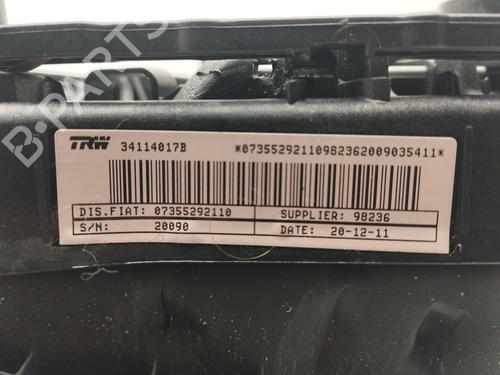 TRW 34114017B *07355292110982362009035411*
DIS.FIAT: 07355292110 SUPPLIER: 98236
S/N: 20090 DATE: 20-12-11
B-PARTS